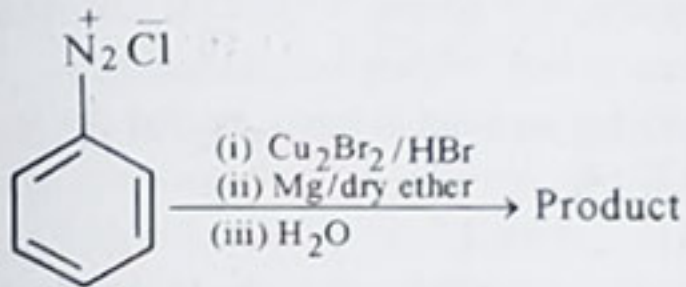 N₂⁺ Cl⁻
(i) Cu₂Br₂/HBr
(ii) Mg/dry ether
(iii) H₂O
Product